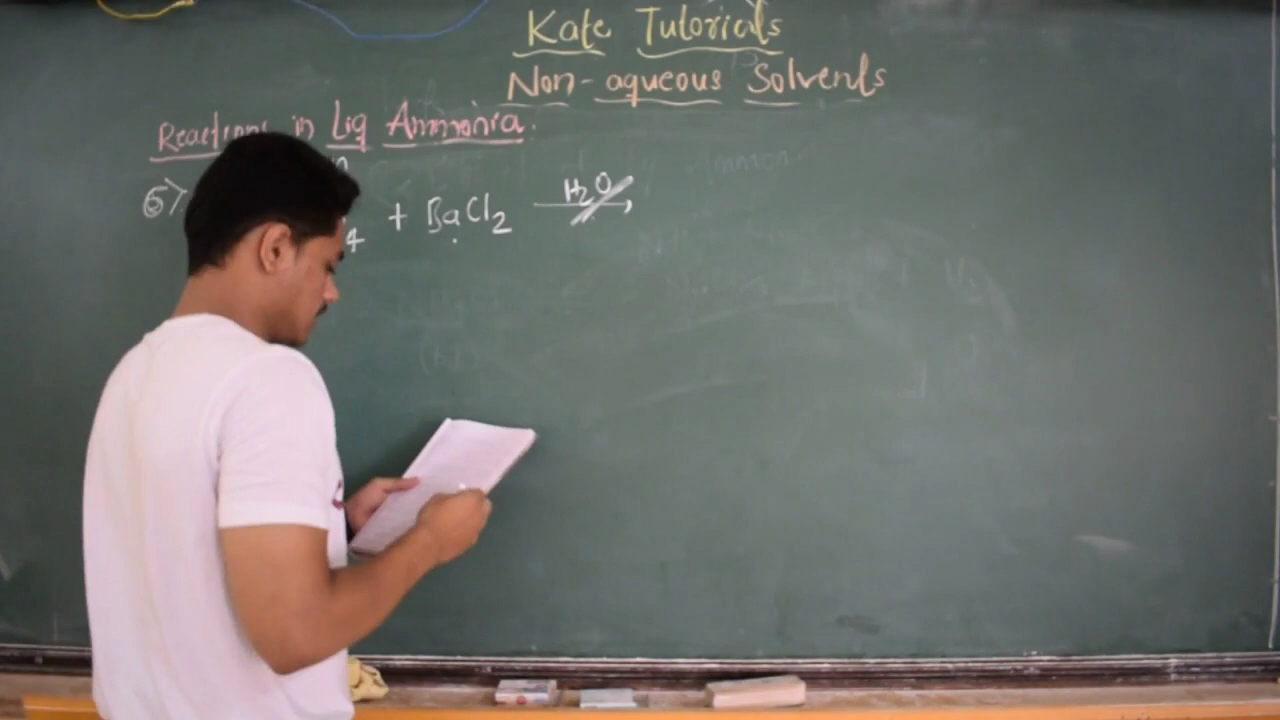 Kate Tutorials
Non-aqueous Solvents
Reactions in Liq Ammonia.
6>
4 + BaCl2 H2O